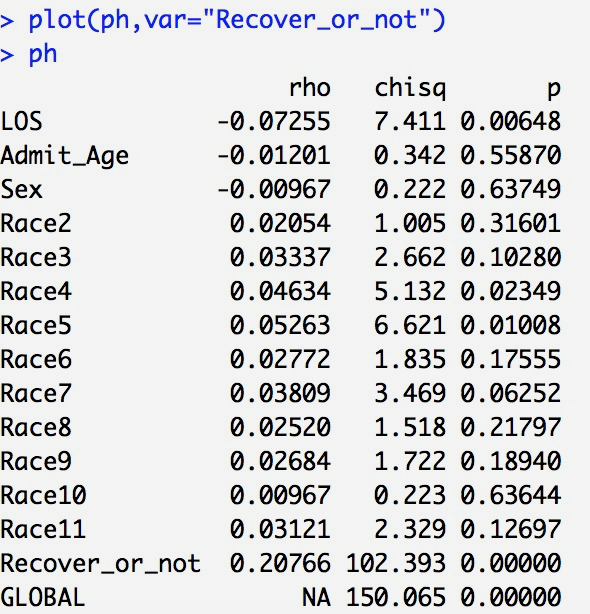 > plot(ph,var="Recover_or_not")
> ph
rho chisq p
LOS -0.07255 7.411 0.00648
Admit_Age -0.01201 0.342 0.55870
Sex -0.00967 0.222 0.63749
Race2 0.02054 1.005 0.31601
Race3 0.03337 2.662 0.10280
Race4 0.04634 5.132 0.02349
Race5 0.05263 6.621 0.01008
Race6 0.02772 1.835 0.17555
Race7 0.03809 3.469 0.06252
Race8 0.02520 1.518 0.21797
Race9 0.02684 1.722 0.18940
Race10 0.00967 0.223 0.63644
Race11 0.03121 2.329 0.12697
Recover_or_not 0.20766 102.393 0.00000
GLOBAL NA 150.065 0.00000